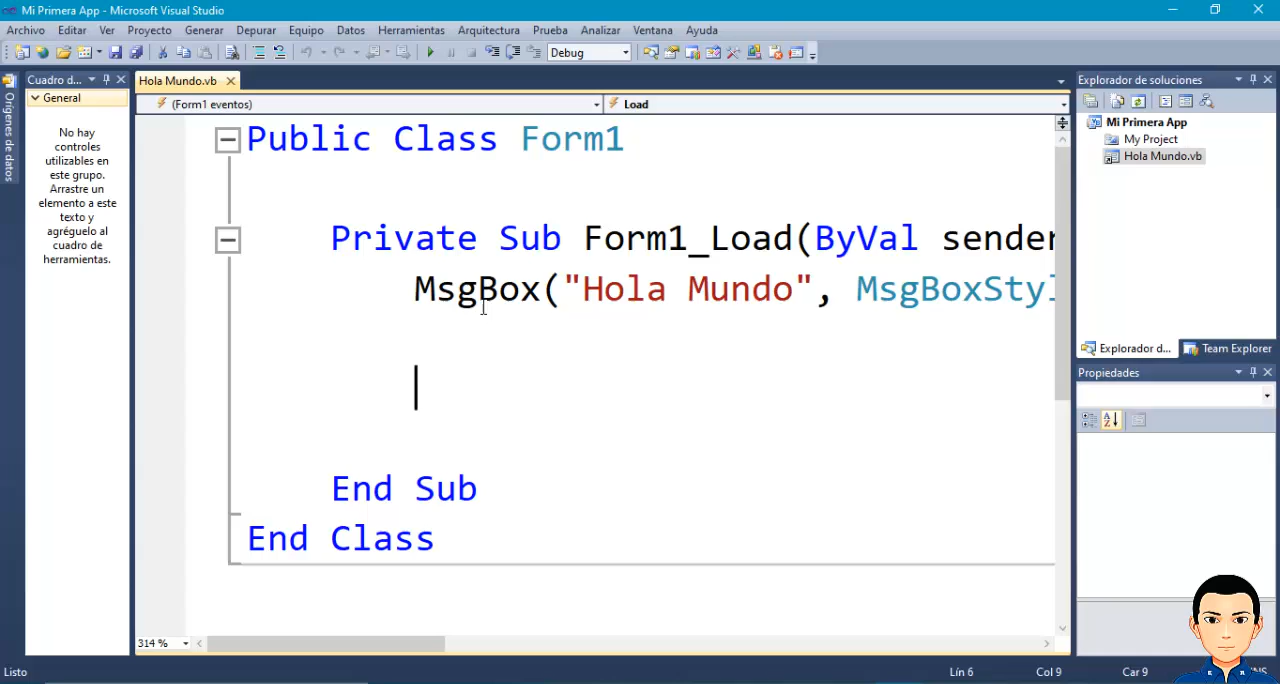 Mi Primera App - Microsoft Visual Studio
Archivo Editar Ver Proyecto Generar Depurar Equipo Datos Herramientas Arquitectura Prueba Analizar Ventana Ayuda
Debug
Cuadro d...
Hola Mundo.vb
Explorador de soluciones
General
(Form1 eventos)
Load
Orígenes de datos
No hay
controles
utilizables en
este grupo.
Arrastre un
elemento a este
texto y
agréguelo al
cuadro de
herramientas.
Public Class Form1
Private Sub Form1_Load(ByVal sender
MsgBox("Hola Mundo", MsgBoxStyl
End Sub
End Class
Mi Primera App
My Project
Hola Mundo.vb
Explorador d...
Team Explorer
Propiedades
314 %
Listo
Lín 6
Col 9
Car 9